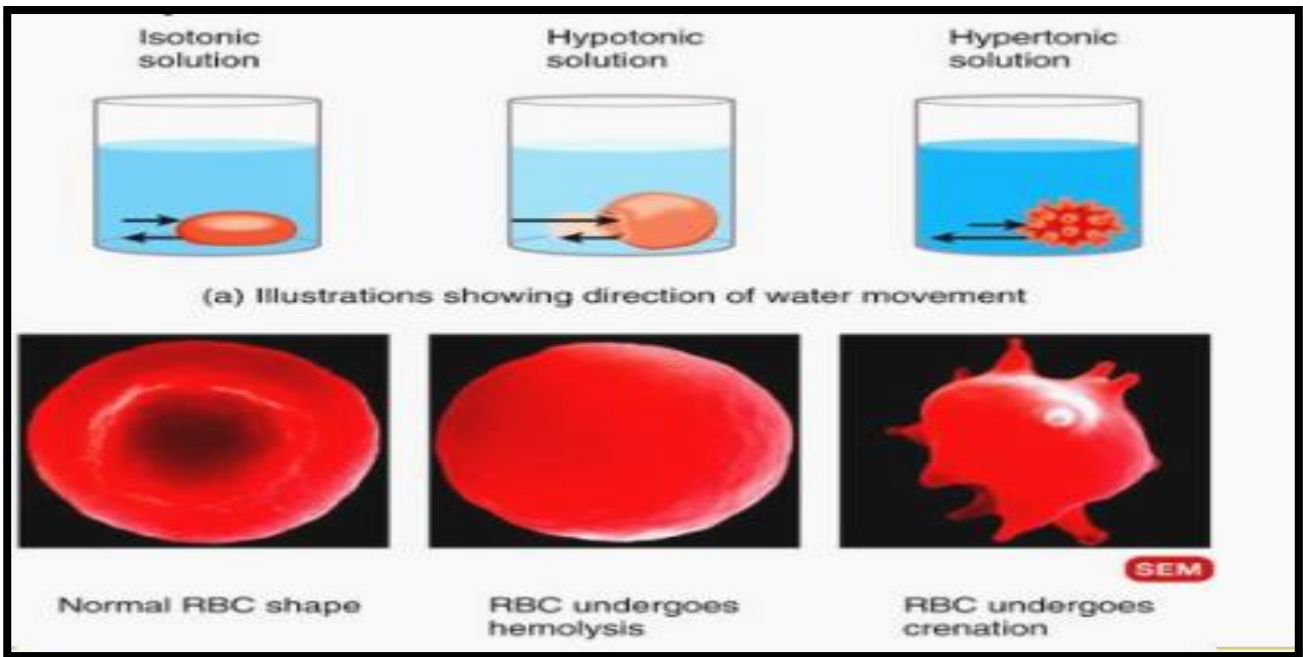 Isotonic
solution
Hypotonic
solution
Hypertonic
solution
(a) Illustrations showing direction of water movement
SEM
Normal RBC shape
RBC undergoes
hemolysis
RBC undergoes
crenation